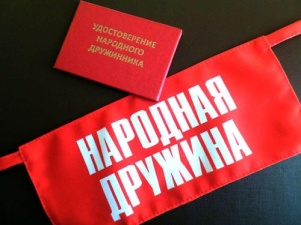 УДОСТОВЕРЕНИЕ
НАРОДНОГО
ДРУЖИННИКА
НАРОДНАЯ
ДРУЖИНА